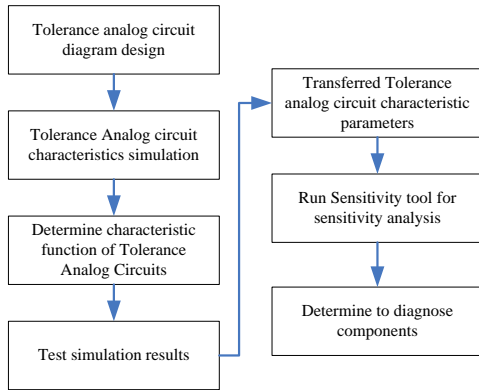 Tolerance analog circuit
diagram design
Tolerance Analog circuit
characteristics simulation
Determine characteristic
function of Tolerance
Analog Circuits
Test simulation results
Transferred Tolerance
analog circuit characteristic
parameters
Run Sensitivity tool for
sensitivity analysis
Determine to diagnose
components